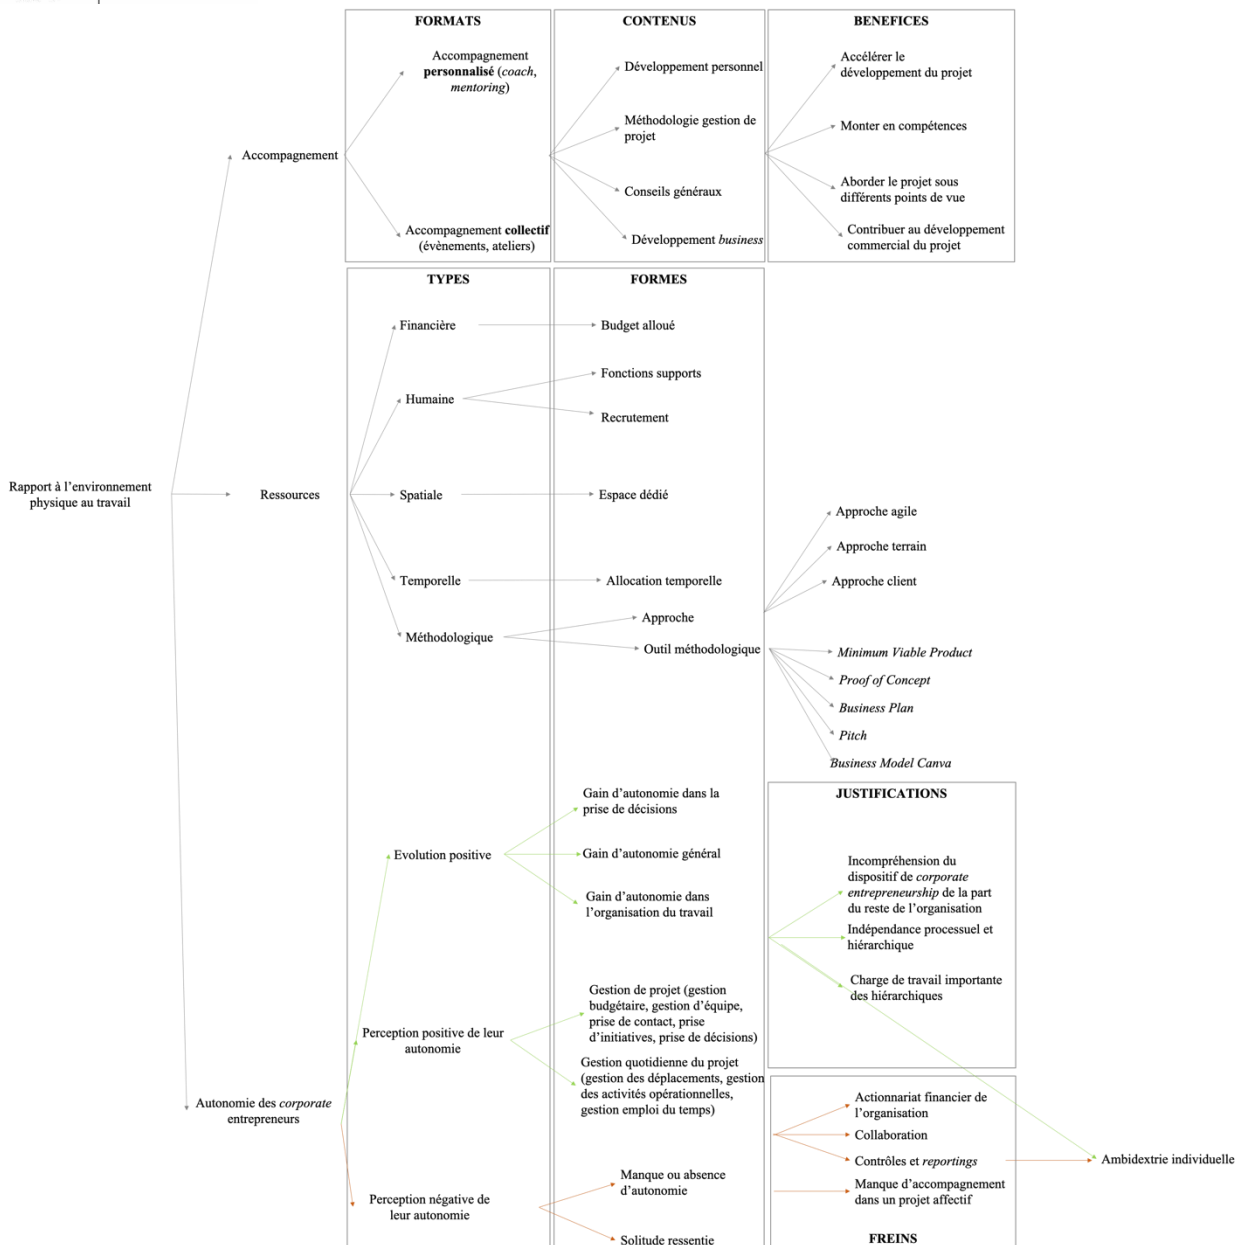 FORMATS
CONTENUS
BENEFICES
Accompagnement
personnalisé (coach,
mentoring)
Développement personnel
Accélérer le
développement du projet
Méthodologie gestion de
projet
Monter en compétences
Accompagnement
Conseils généraux
Aborder le projet sous
différents points de vue
Accompagnement collectif
(évènements, ateliers)
Développement business
Contribuer au développement
commercial du projet
TYPES
FORMES
Financière
Budget alloué
Humaine
Fonctions supports
Recrutement
Rapport à l’environnement
physique au travail
Ressources
Spatiale
Espace dédié
Temporelle
Allocation temporelle
Méthodologique
Approche
Outil méthodologique
Approche agile
Approche terrain
Approche client
Minimum Viable Product
Proof of Concept
Business Plan
Pitch
Business Model Canva
JUSTIFICATIONS
Evolution positive
Gain d’autonomie dans la
prise de décisions
Gain d’autonomie général
Gain d’autonomie dans
l’organisation du travail
Incompréhension du
dispositif de corporate
entrepreneurship de la part
du reste de l’organisation
Indépendance processuel et
hiérarchique
Charge de travail importante
des hiérarchiques
Perception positive de leur
autonomie
Gestion de projet (gestion
budgétaire, gestion d’équipe,
prise de contact, prise
d’initiatives, prise de décisions)
Gestion quotidienne du projet
(gestion des déplacements, gestion
des activités opérationnelles,
gestion emploi du temps)
Autonomie des corporate
entrepreneurs
Actionnariat financier de
l’organisation
Collaboration
Contrôles et reportings
Ambidextrie individuelle
Perception négative de
leur autonomie
Manque ou absence
d’autonomie
Manque d’accompagnement
dans un projet affectif
Solitude ressentie
FREINS